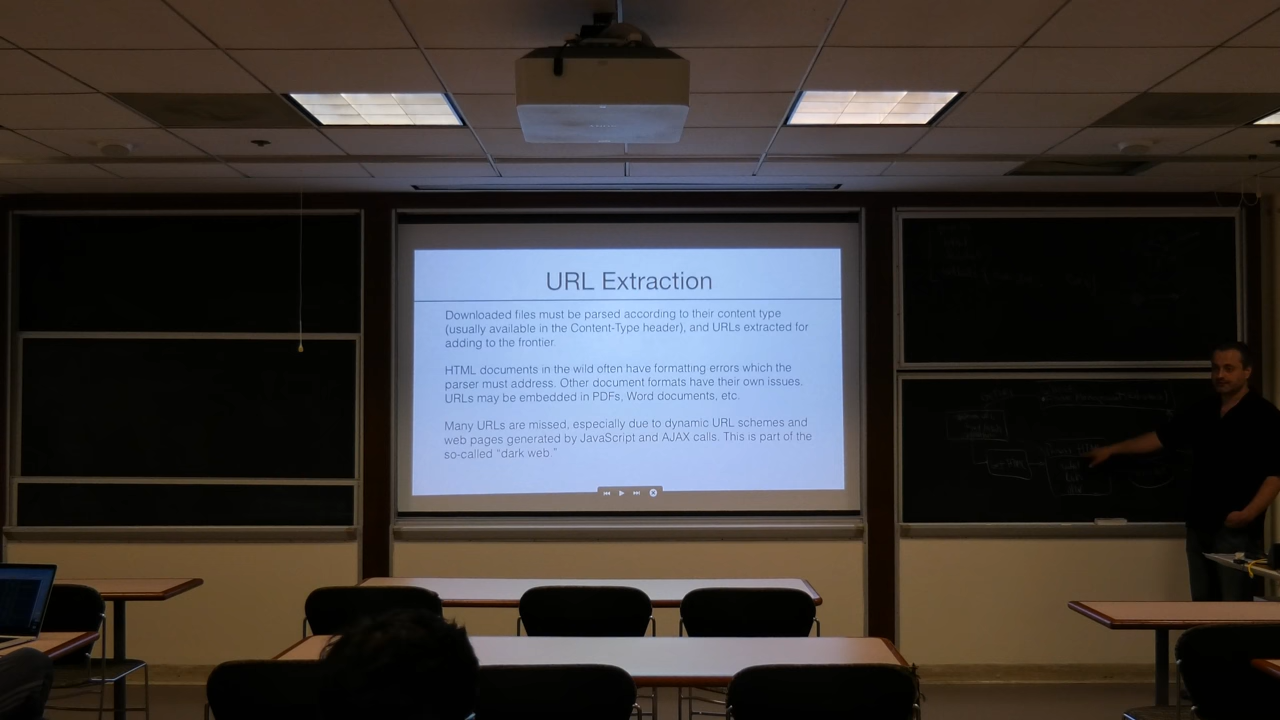 URL Extraction
Downloaded files must be parsed according to their content type
(usually available in the Content-Type header), and URLs extracted for
adding to the frontier.
HTML documents in the wild often have formatting errors which the
parser must address. Other document formats have their own issues.
URLs may be embedded in PDFs, Word documents, etc.
Many URLs are missed, especially due to dynamic URL schemes and
web pages generated by JavaScript and AJAX calls. This is part of the
so-called "dark web."